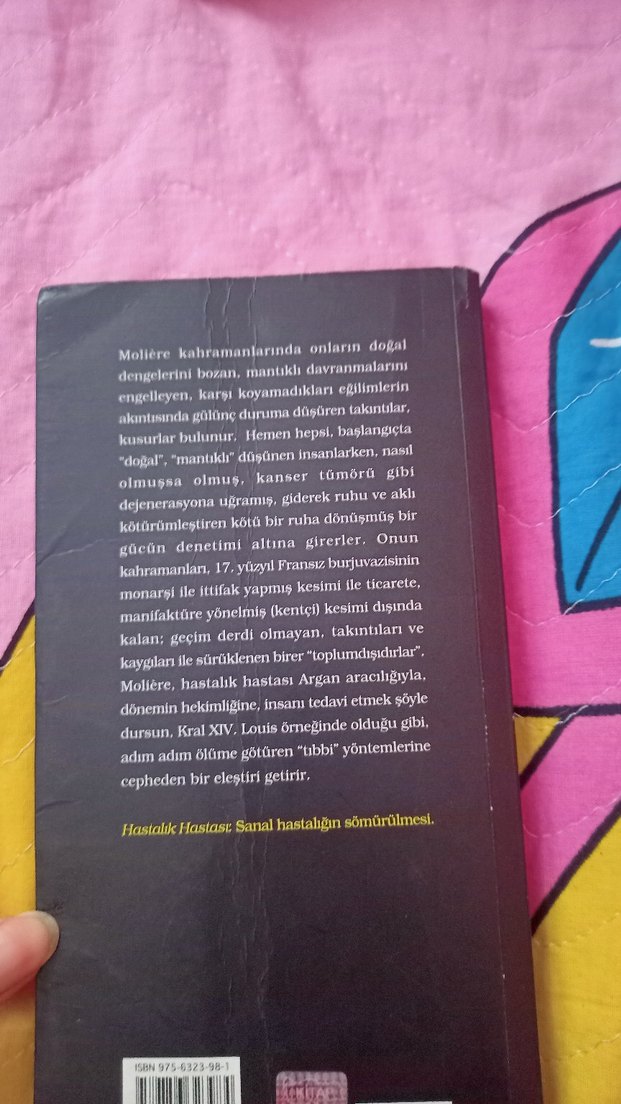 Molière kahramanlarında onların doğal
dengelerini bozan, mantıklı davranmalarını
engelleyen, karşı koyamadıkları eğilimlerin
akıntısında gülünç duruma düşüren takıntılar,
kusurlar bulunur. Hemen hepsi, başlangıçta
"doğal", "mantıklı" düşünen insanlarken, nasıl
olmuşsa olmuş, kanser tümörü gibi
dejenerasyona uğramış, giderek ruhu ve aklı
kötürümleştiren kötü bir ruha dönüşmüş bir
gücün denetimi altına girerler. Onun
kahramanları, 17. yüzyıl Fransız burjuvazisinin
monarşi ile ittifak yapmış kesimi ile ticarete,
manifaktüre yönelmiş (kentçi) kesimi dışında
kalan; geçim derdi olmayan, takıntıları ve
kaygıları ile sürüklenen birer "toplumdışıdırlar".
Molière, hastalık hastası Argan aracılığıyla,
dönemin hekimliğine, insanı tedavi etmek şöyle
dursun, Kral XIV. Louis örneğinde olduğu gibi,
adım adım ölüme götüren "tıbbi" yöntemlerine
cepheden bir eleştiri getirir.
Hastalık Hastası: Sanal hastalığın sömürülmesi.
ISBN 975-6323-98-1